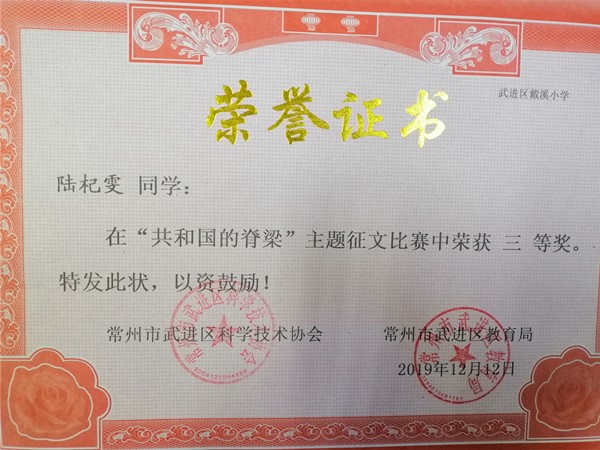 荣誉证书
武进区戴溪小学
陆杞雯 同学：
在“共和国的脊梁”主题征文比赛中荣获 三 等奖。
特发此状，以资鼓励！
常州市武进区科学技术协会
常州市武进区教育局
2019年12月12日